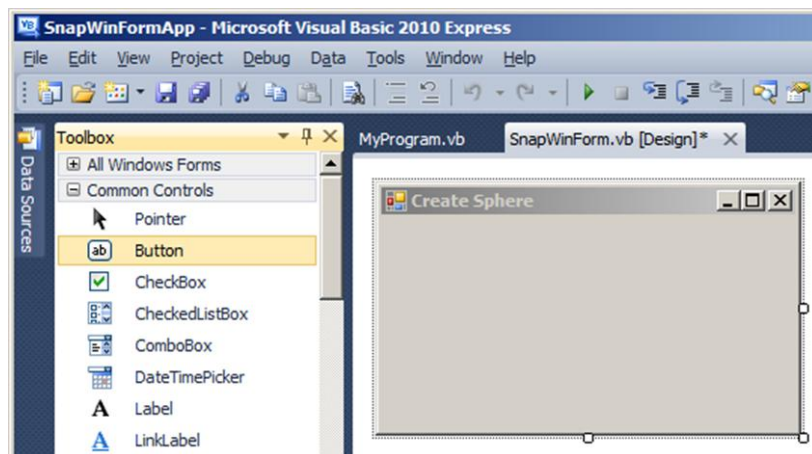 SnapWinFormApp - Microsoft Visual Basic 2010 Express
File Edit View Project Debug Data Tools Window Help
Data Sources
Toolbox
All Windows Forms
Common Controls
Pointer
ab Button
CheckBox
CheckedListBox
ComboBox
DateTimePicker
A Label
A LinkLabel
MyProgram.vb SnapWinForm.vb [Design]*
Create Sphere